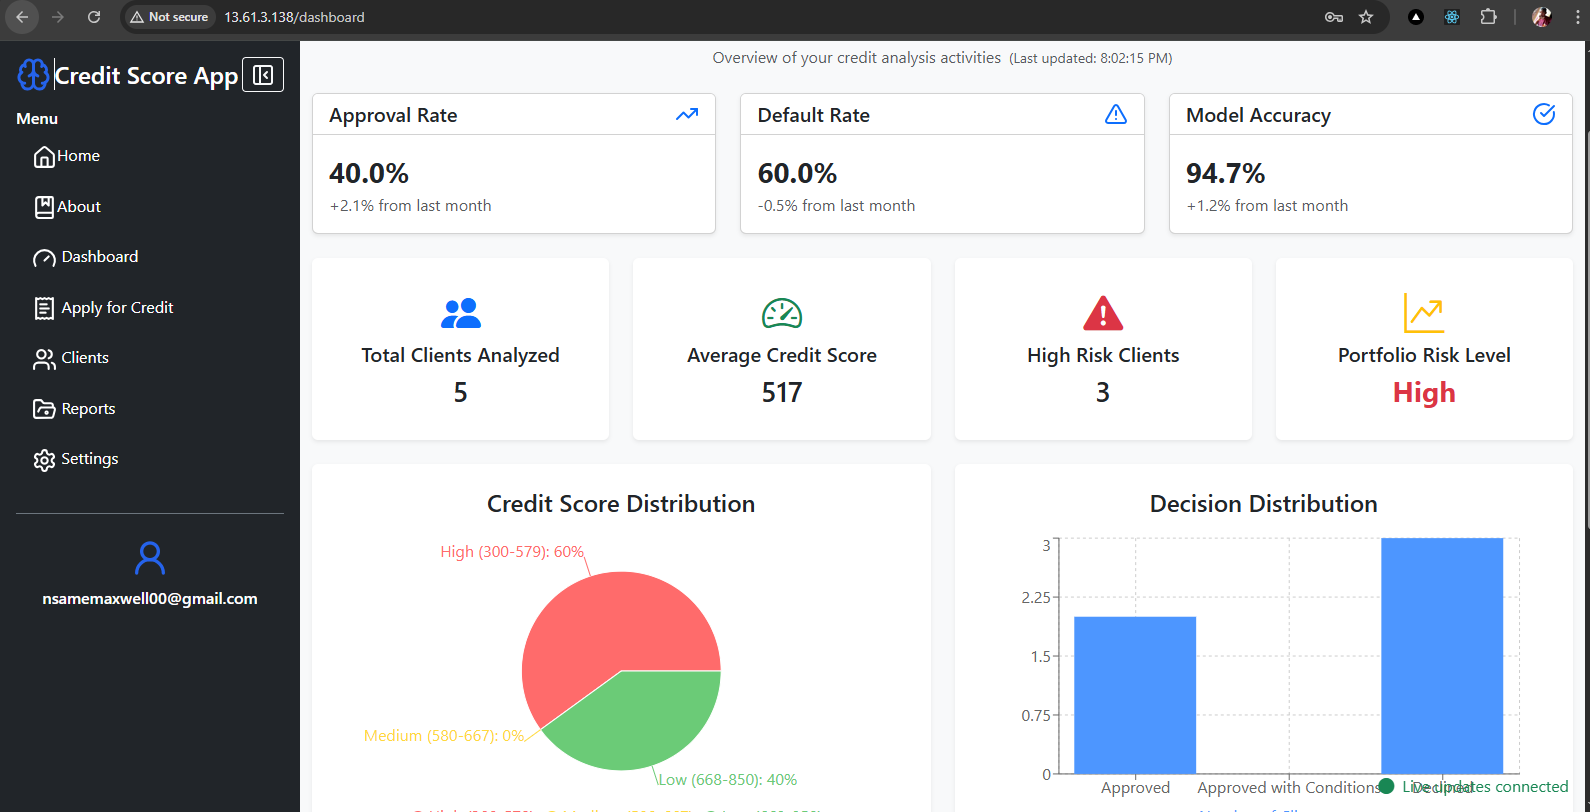 Not secure 13.61.3.138/dashboard
Credit Score App
Menu
Home
About
Dashboard
Apply for Credit
Clients
Reports
Settings
nsamemaxwell00@gmail.com
Overview of your credit analysis activities (Last updated: 8:02:15 PM)
Approval Rate
40.0%
+2.1% from last month
Default Rate
60.0%
-0.5% from last month
Model Accuracy
94.7%
+1.2% from last month
Total Clients Analyzed
5
Average Credit Score
517
High Risk Clients
3
Portfolio Risk Level
High
Credit Score Distribution
High (300-579): 60%
Medium (580-667): 0%
Low (668-850): 40%
Decision Distribution
3
2.25
1.5
0.75
0
Approved Approved with Conditions Declined
Live updates connected